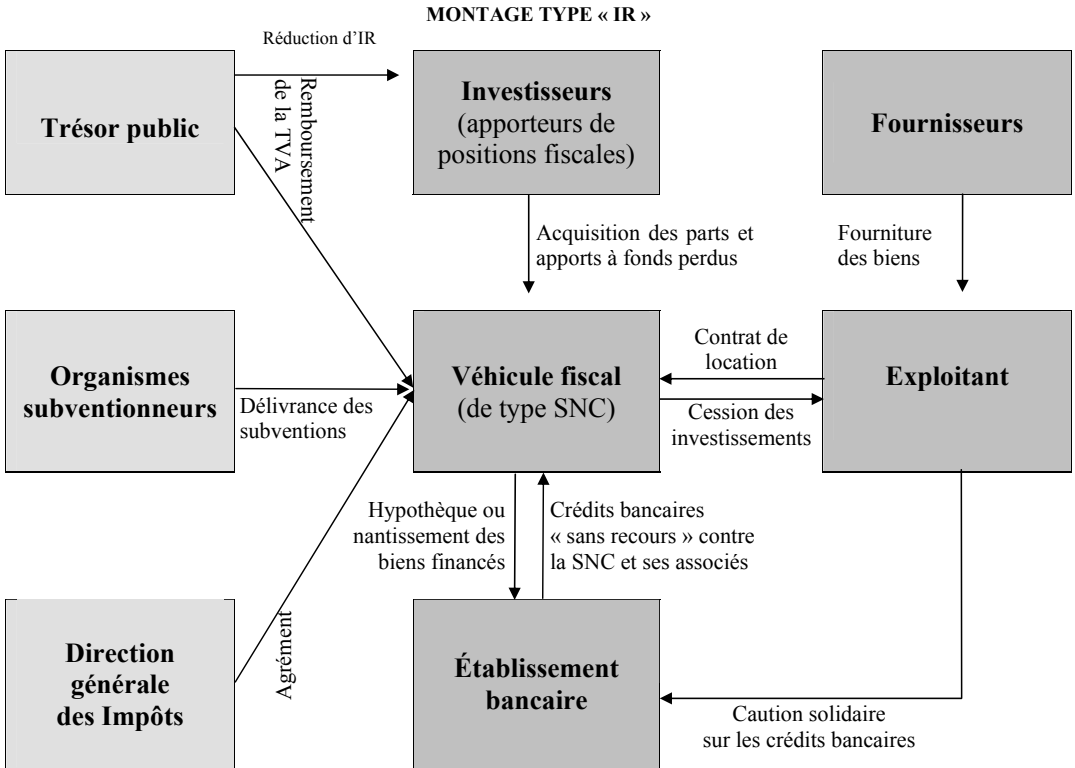 MONTAGE TYPE « IR »
Réduction d’IR
Trésor public
Remboursement
de la TVA
Investisseurs
(apporteurs de
positions fiscales)
Fournisseurs
Acquisition des parts et
apports à fonds perdus
Fourniture
des biens
Organismes
subventionneurs
Délivrance des
subventions
Véhicule fiscal
(de type SNC)
Contrat de
location
Cession des
investissements
Exploitant
Hypothèque ou
nantissement des
biens financés
Crédits bancaires
« sans recours » contre
la SNC et ses associés
Direction
générale
des Impôts
Agrément
Établissement
bancaire
Caution solidaire
sur les crédits bancaires